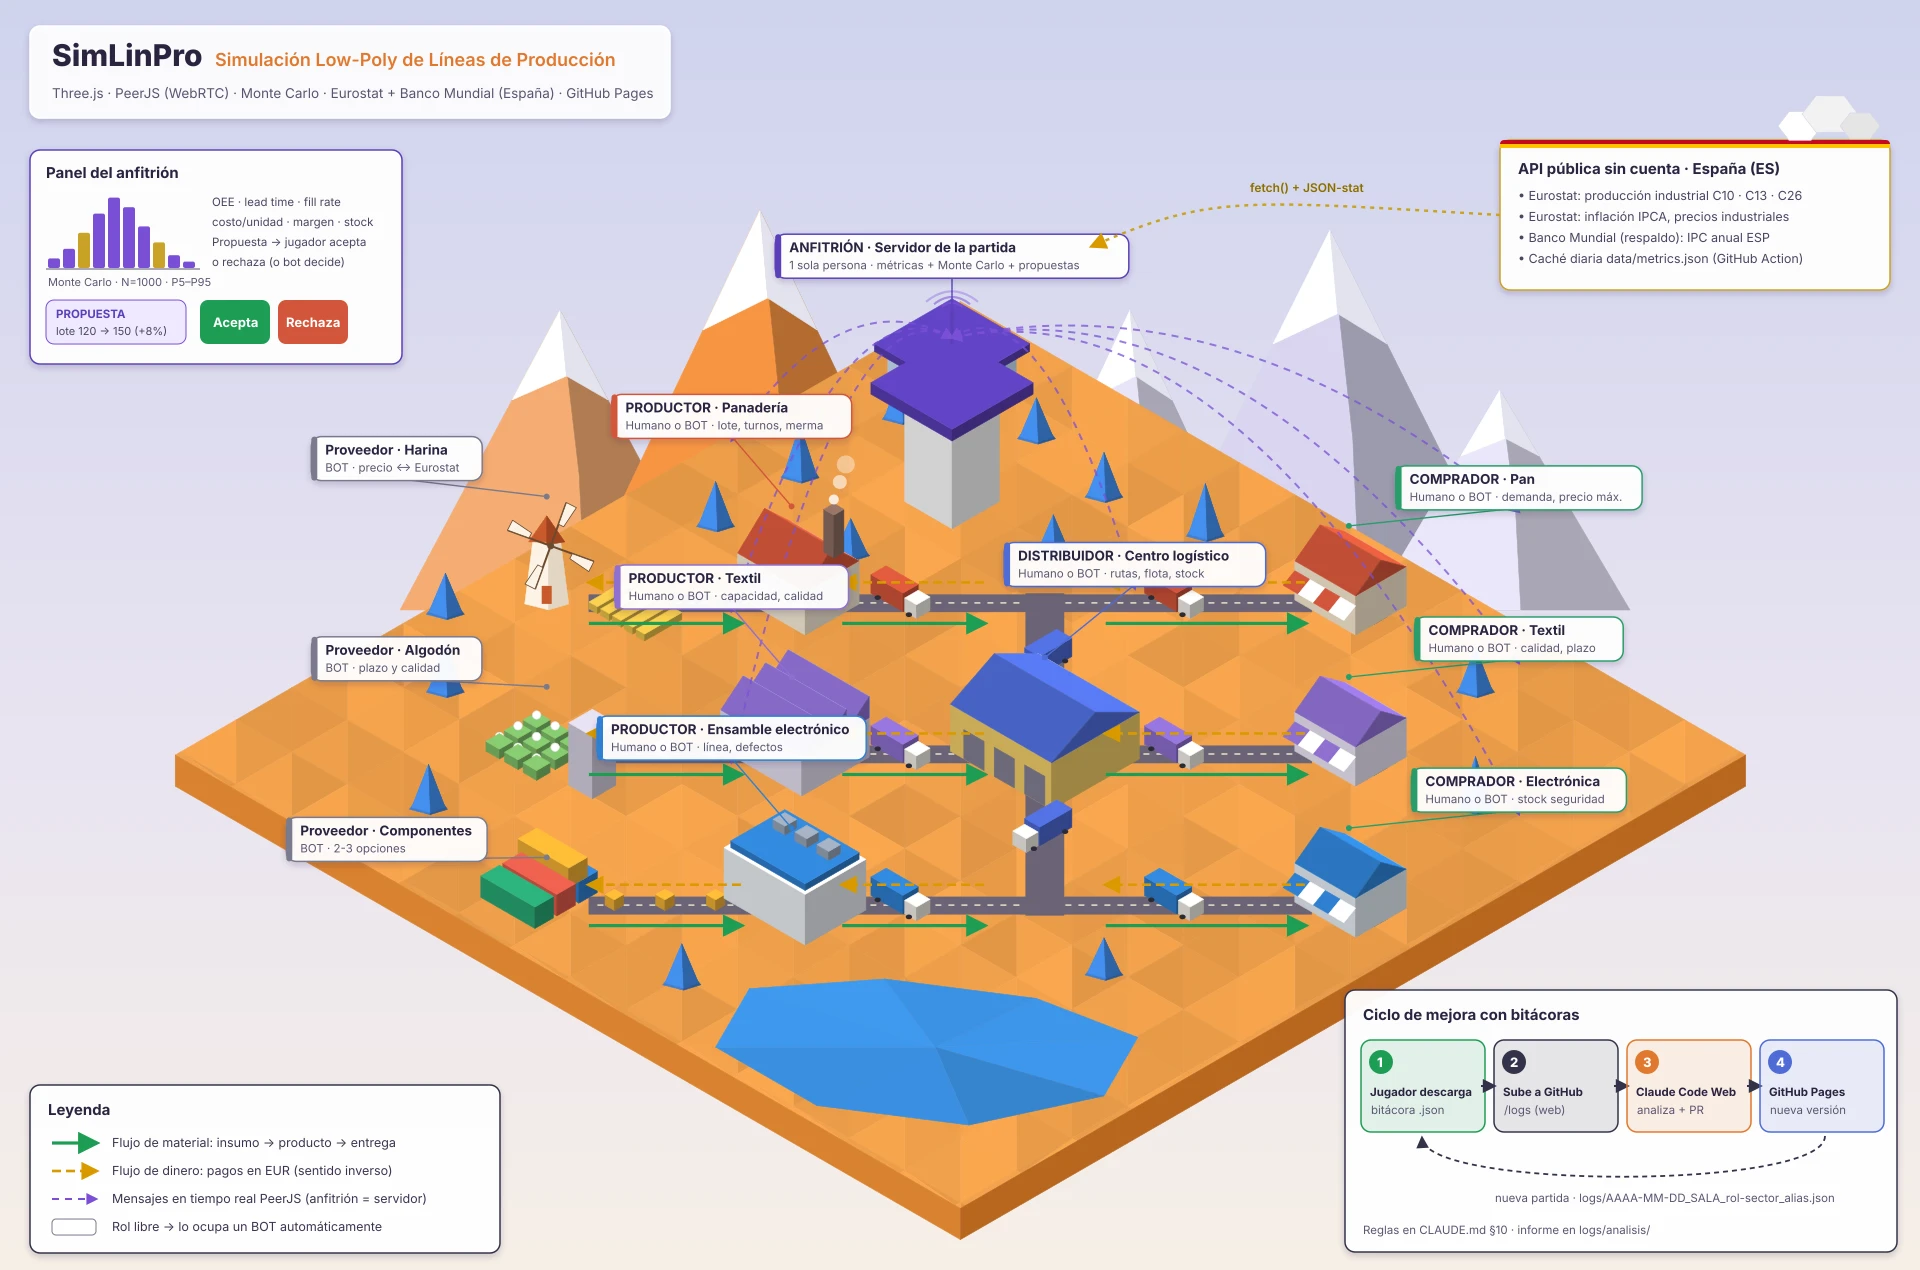 SimLinPro Simulación Low-Poly de Líneas de Producción
Three.js · PeerJS (WebRTC) · Monte Carlo · Eurostat + Banco Mundial (España) · GitHub Pages
Panel del anfitrión
OEE · lead time · fill rate
costo/unidad · margen · stock
Propuesta → jugador acepta
o rechaza (o bot decide)
Monte Carlo · N=1000 · P5–P95
PROPUESTA
lote 120 → 150 (+8%)
Acepta
Rechaza
fetch() + JSON-stat
API pública sin cuenta · España (ES)
• Eurostat: producción industrial C10 · C13 · C26
• Eurostat: inflación IPCA, precios industriales
• Banco Mundial (respaldo): IPC anual ESP
• Caché diaria data/metrics.json (GitHub Action)
ANFITRIÓN · Servidor de la partida
1 sola persona · métricas + Monte Carlo + propuestas
PRODUCTOR · Panadería
Humano o BOT · lote, turnos, merma
Proveedor · Harina
BOT · precio ↔ Eurostat
COMPRADOR · Pan
Humano o BOT · demanda, precio máx.
DISTRIBUIDOR · Centro logístico
Humano o BOT · rutas, flota, stock
PRODUCTOR · Textil
Humano o BOT · capacidad, calidad
Proveedor · Algodón
BOT · plazo y calidad
COMPRADOR · Textil
Humano o BOT · calidad, plazo
PRODUCTOR · Ensamble electrónico
Humano o BOT · línea, defectos
COMPRADOR · Electrónica
Humano o BOT · stock seguridad
Proveedor · Componentes
BOT · 2-3 opciones
Leyenda
Flujo de material: insumo → producto → entrega
Flujo de dinero: pagos en EUR (sentido inverso)
Mensajes en tiempo real PeerJS (anfitrión = servidor)
Rol libre → lo ocupa un BOT automáticamente
Ciclo de mejora con bitácoras
1
Jugador descarga
bitácora .json
2
Sube a GitHub
/logs (web)
3
Claude Code Web
analiza + PR
4
GitHub Pages
nueva versión
nueva partida · logs/AAAA-MM-DD_SALA_rol-sector_alias.json
Reglas en CLAUDE.md §10 · informe en logs/analisis/